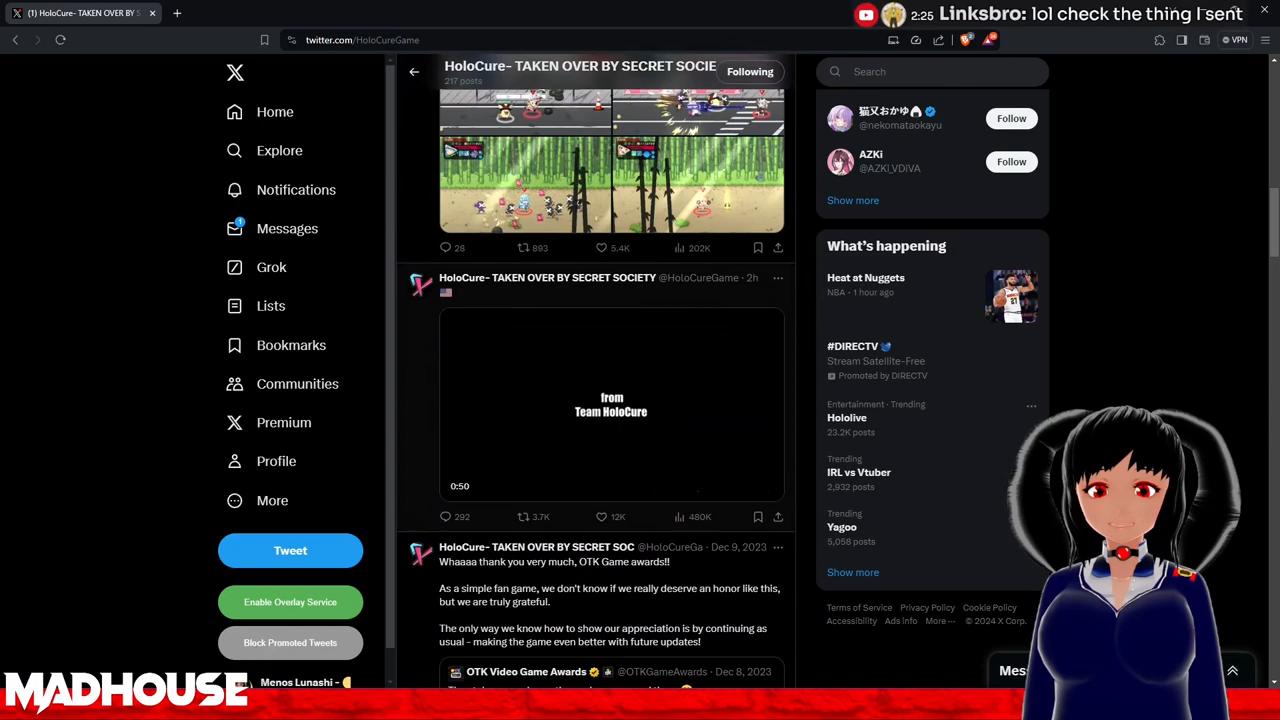 (1) HoloCure- TAKEN OVER BY S
2:25 Linksbro: lol check the thing I sent
twitter.com/HoloCureGame
VPN
HoloCure- TAKEN OVER BY SECRET SOCIE
217 posts
Following
Home
Explore
Notifications
1
Messages
Grok
Lists
Bookmarks
Communities
Premium
Profile
More
Tweet
Enable Overlay Service
Block Promoted Tweets
Menos Lunashi -
28 893 5.4K 202K
HoloCure- TAKEN OVER BY SECRET SOCIETY @HoloCureGame · 2h
🇺🇸
from
Team HoloCure
0:50
292 3.7K 12K 480K
HoloCure- TAKEN OVER BY SECRET SOC @HoloCureGa · Dec 9, 2023
Whaaaa thank you very much, OTK Game awards!!
As a simple fan game, we don't know if we really deserve an honor like this,
but we are truly grateful.
The only way we know how to show our appreciation is by continuing as
usual - making the game even better with future updates!
OTK Video Game Awards @OTKGameAwards · Dec 8, 2023
Search
猫又おかゆ🍙
@nekomataokayu
Follow
AZKi
@AZKi_VDiVA
Follow
Show more
What's happening
Heat at Nuggets
NBA · 1 hour ago
#DIRECTV
Stream Satellite-Free
Promoted by DIRECTV
Entertainment · Trending
Hololive
23.2K posts
Trending
IRL vs Vtuber
2,932 posts
Trending
Yagoo
5,058 posts
Show more
Terms of Service Privacy Policy Cookie Policy
Accessibility Ads info More ··· © 2024 X Corp.
Mes
MADHOUSE